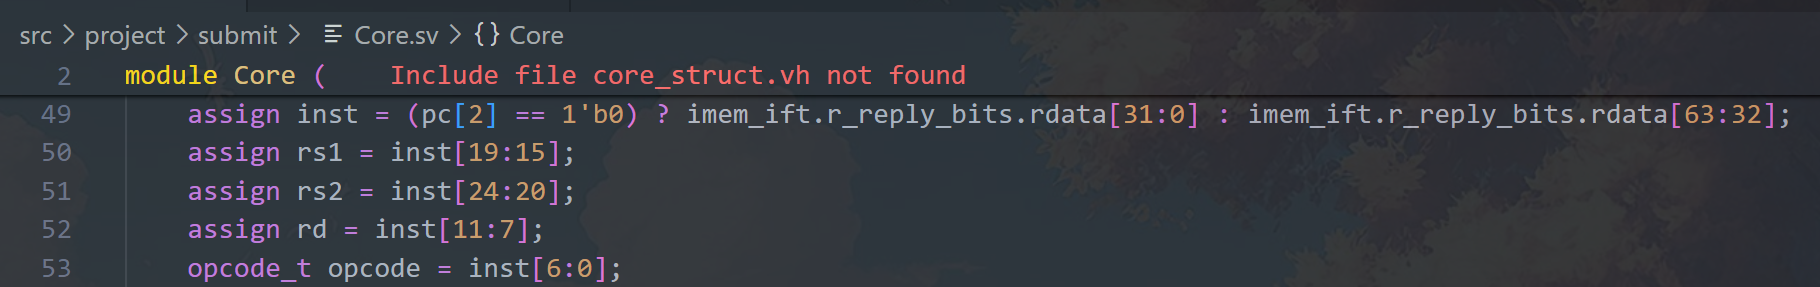 src > project > submit > Core.sv > {} Core
2 module Core ( Include file core_struct.vh not found
49 assign inst = (pc[2] == 1'b0) ? imem_ift.r_reply_bits.rdata[31:0] : imem_ift.r_reply_bits.rdata[63:32];
50 assign rs1 = inst[19:15];
51 assign rs2 = inst[24:20];
52 assign rd = inst[11:7];
53 opcode_t opcode = inst[6:0];